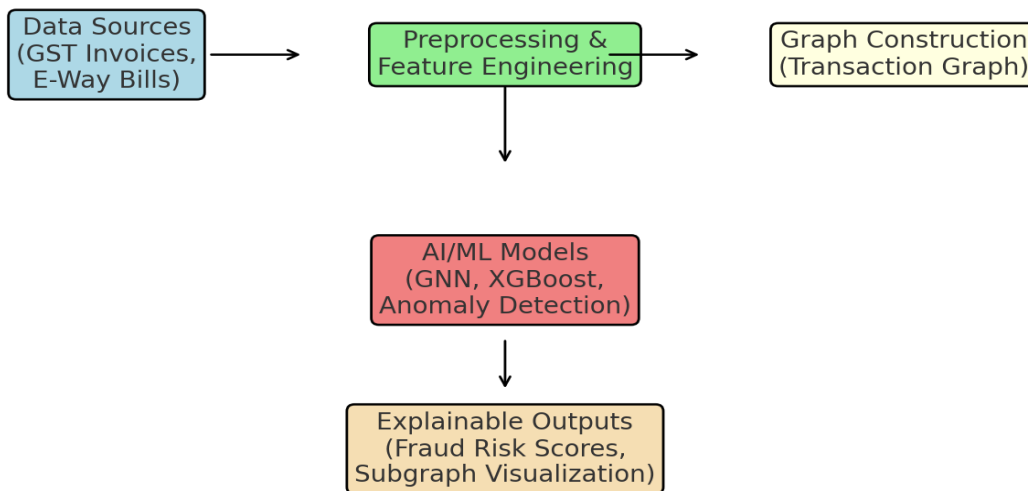 Data Sources
(GST Invoices,
E-Way Bills)
Preprocessing &
Feature Engineering
Graph Construction
(Transaction Graph)
AI/ML Models
(GNN, XGBoost,
Anomaly Detection)
Explainable Outputs
(Fraud Risk Scores,
Subgraph Visualization)